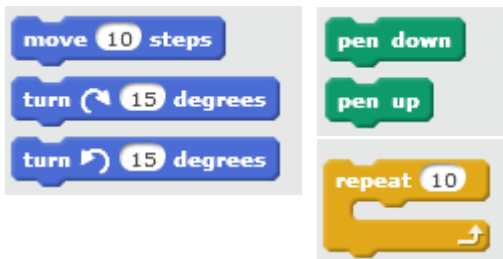 move 10 steps
turn 15 degrees
turn 15 degrees
pen down
pen up
repeat 10